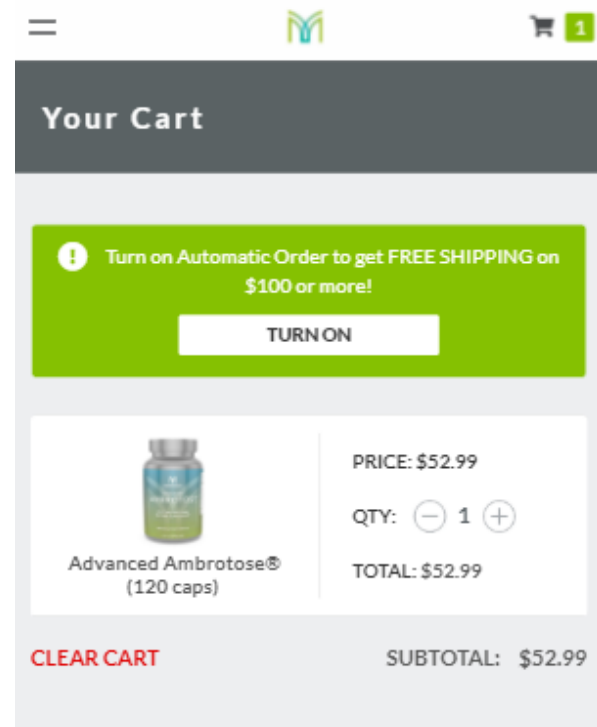 1
Your Cart
! Turn on Automatic Order to get FREE SHIPPING on
$100 or more!
TURN ON
PRICE: $52.99
QTY: 1
Advanced Ambrotose®
(120 caps)
TOTAL: $52.99
CLEAR CART
SUBTOTAL: $52.99